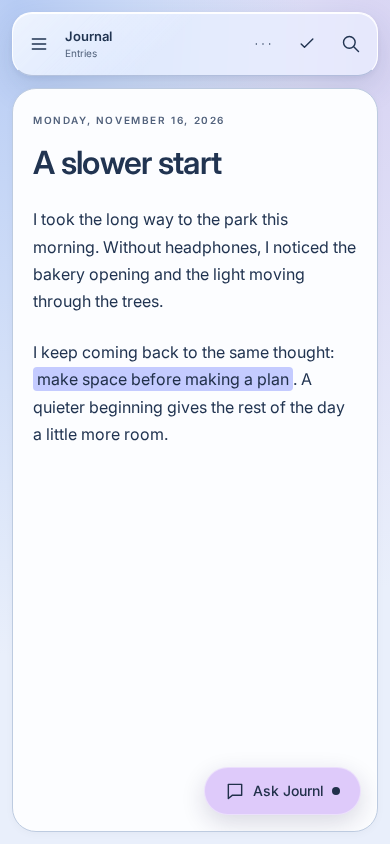 Journal
Entries
MONDAY, NOVEMBER 16, 2026
A slower start
I took the long way to the park this
morning. Without headphones, I noticed the
bakery opening and the light moving
through the trees.
I keep coming back to the same thought:
make space before making a plan. A
quieter beginning gives the rest of the day
a little more room.
Ask Journl